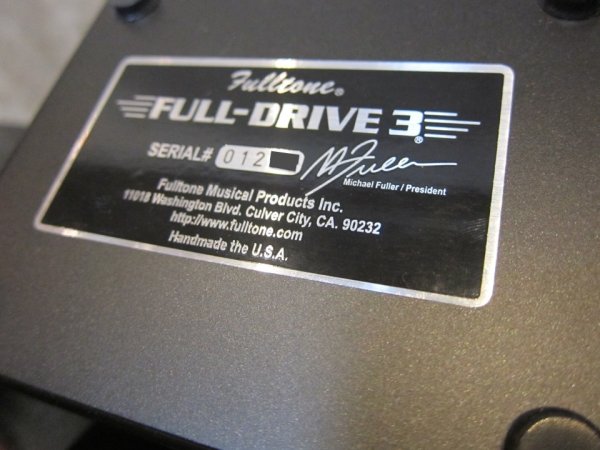 Fulltone®
FULL-DRIVE 3®
SERIAL# 012
M Fuller
Michael Fuller / President
Fulltone Musical Products Inc.
11018 Washington Blvd. Culver City, CA. 90232
http://www.fulltone.com
Handmade the U.S.A.